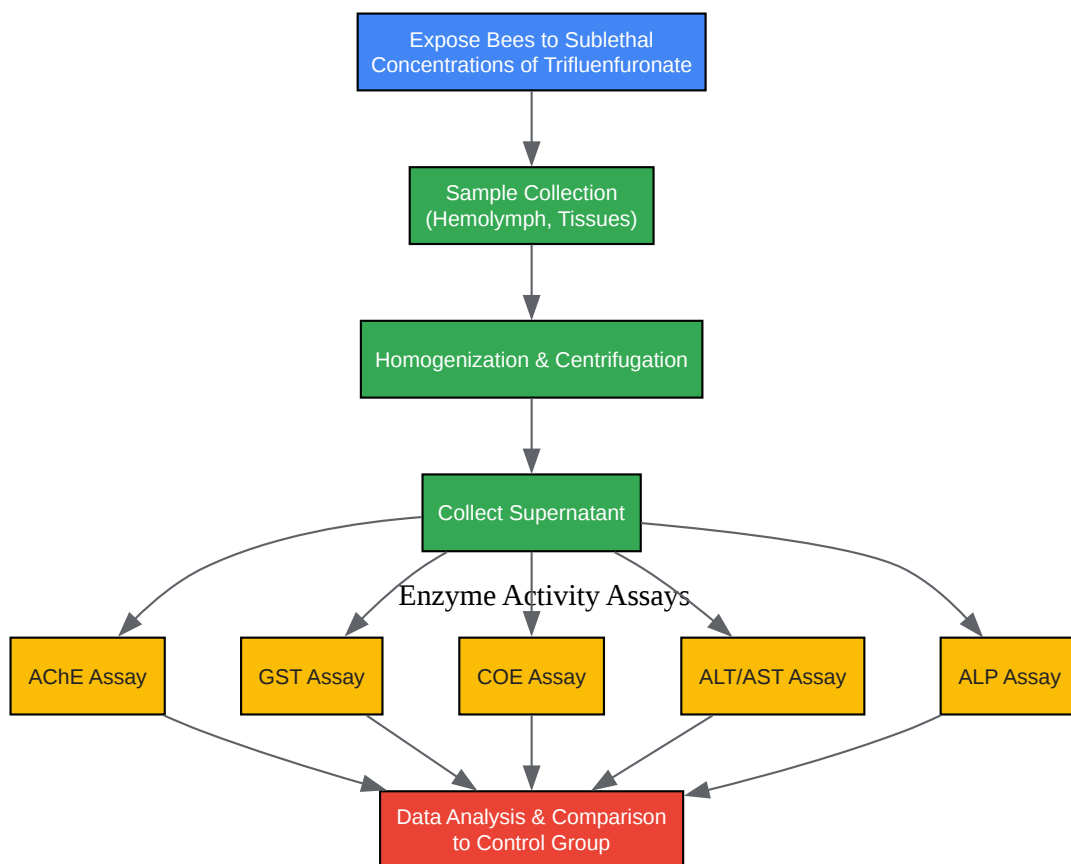 Expose Bees to Sublethal
Concentrations of Trifluenfuronate
Sample Collection
(Hemolymph, Tissues)
Homogenization & Centrifugation
Collect Supernatant
Enzyme Activity Assays
AChE Assay
GST Assay
COE Assay
ALT/AST Assay
ALP Assay
Data Analysis & Comparison
to Control Group